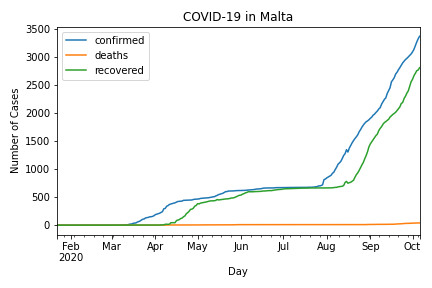 COVID-19 in Malta
confirmed
deaths
recovered
Number of Cases
3500
3000
2500
2000
1500
1000
500
0
Feb Mar Apr May Jun Jul Aug Sep Oct
2020
Day